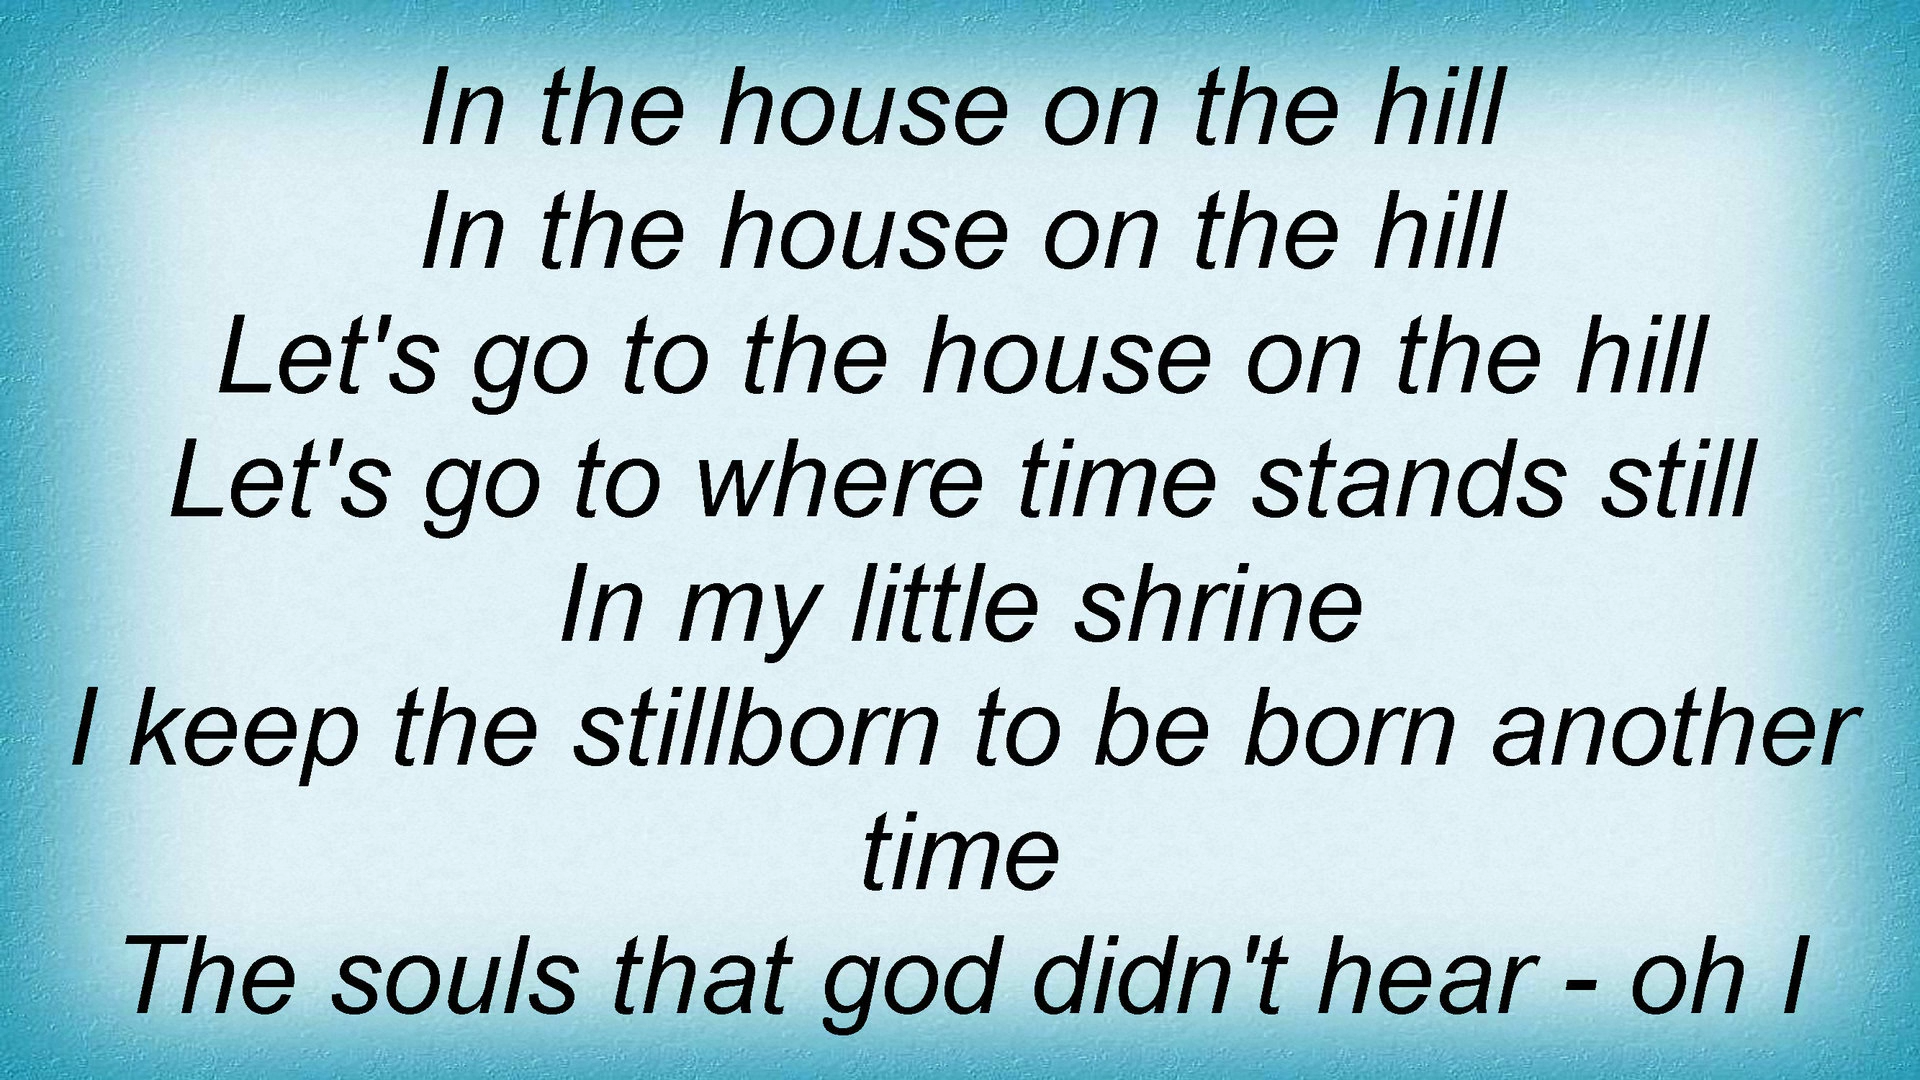 In the house on the hill
In the house on the hill
Let's go to the house on the hill
Let's go to where time stands still
In my little shrine
I keep the stillborn to be born another
time
The souls that god didn't hear - oh I